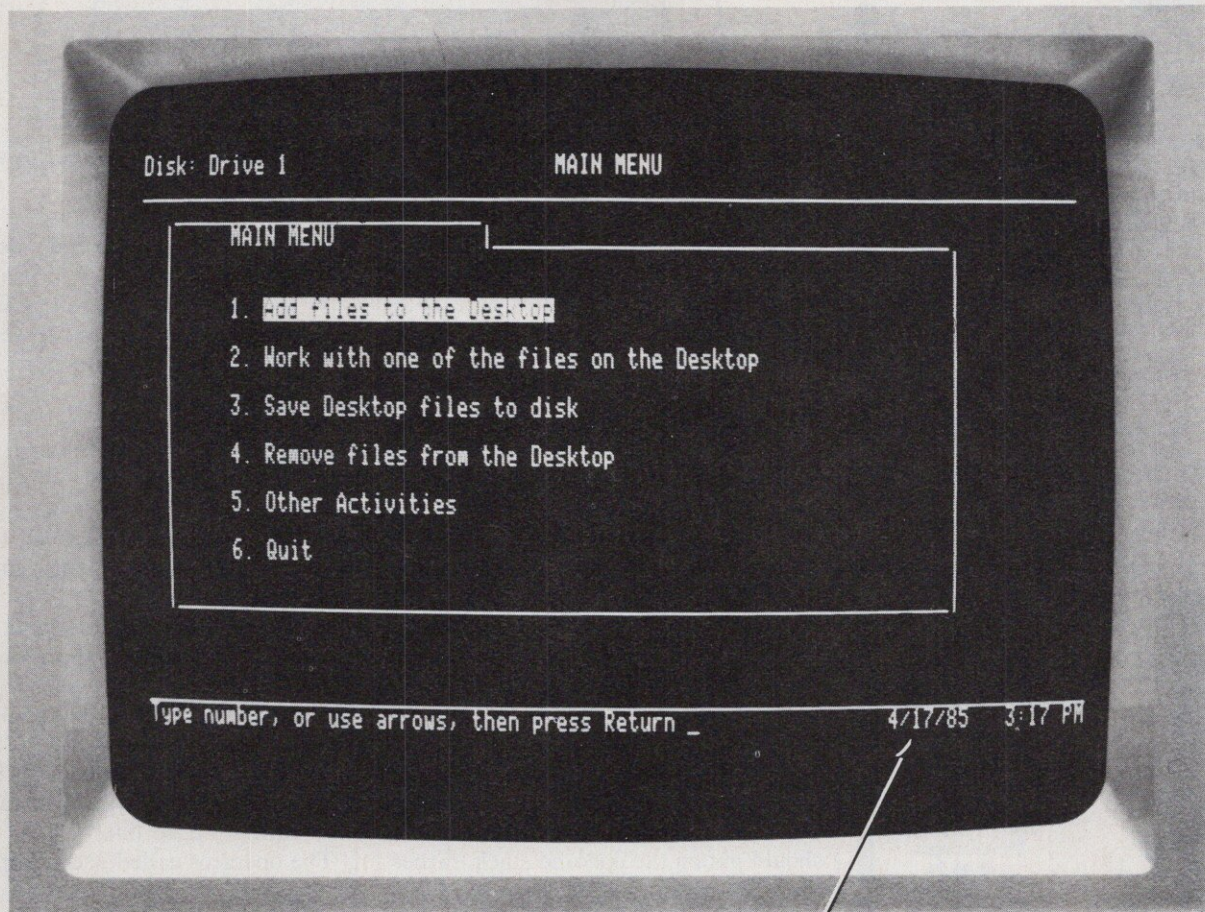 Disk: Drive 1 MAIN MENU
MAIN MENU
1. Add files to the Desktop
2. Work with one of the files on the Desktop
3. Save Desktop files to disk
4. Remove files from the Desktop
5. Other Activities
6. Quit
Type number, or use arrows, then press Return _ 4/17/85 3:17 PM